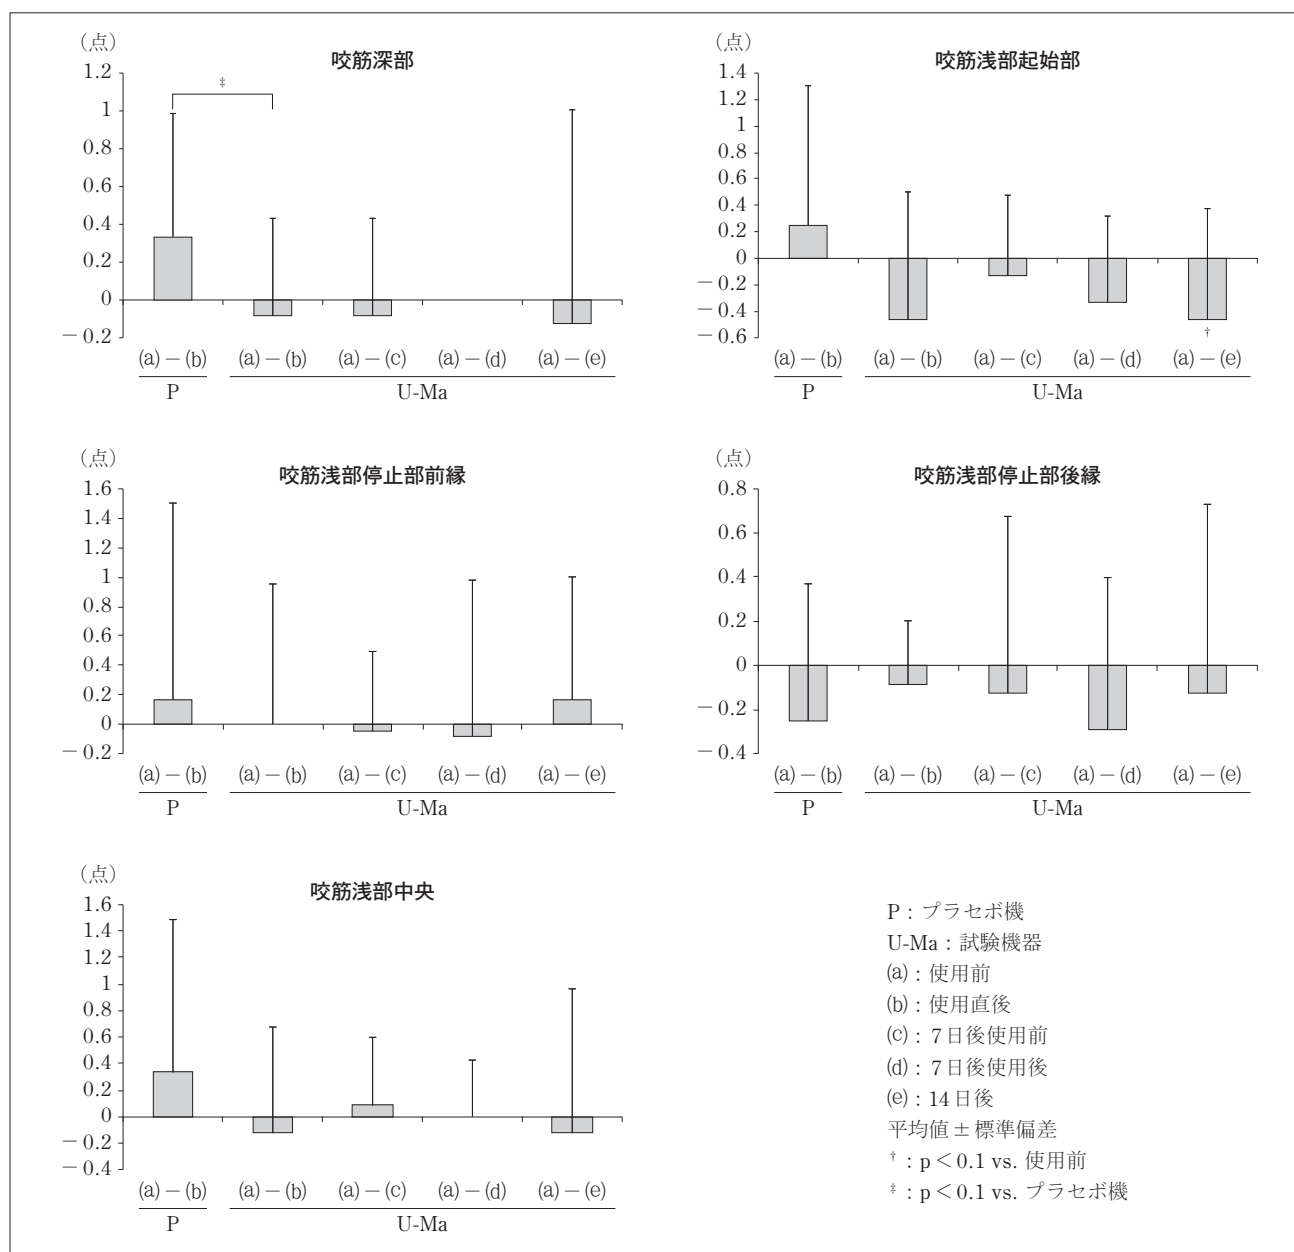 （点）
咬筋深部
1.2
1
0.8
0.6
0.4
0.2
0
－0.2
‡
(a)－(b) (a)－(b) (a)－(c) (a)－(d) (a)－(e)
P U-Ma
（点）
咬筋浅部起始部
1.4
1.2
1
0.8
0.6
0.4
0.2
0
－0.2
－0.4
－0.6
†
(a)－(b) (a)－(b) (a)－(c) (a)－(d) (a)－(e)
P U-Ma
（点）
咬筋浅部停止部前縁
1.6
1.4
1.2
1
0.8
0.6
0.4
0.2
0
－0.2
(a)－(b) (a)－(b) (a)－(c) (a)－(d) (a)－(e)
P U-Ma
（点）
咬筋浅部停止部後縁
0.8
0.6
0.4
0.2
0
－0.2
－0.4
(a)－(b) (a)－(b) (a)－(c) (a)－(d) (a)－(e)
P U-Ma
（点）
咬筋浅部中央
1.6
1.4
1.2
1
0.8
0.6
0.4
0.2
0
－0.2
－0.4
(a)－(b) (a)－(b) (a)－(c) (a)－(d) (a)－(e)
P U-Ma
P：プラセボ機
U-Ma：試験機器
(a)：使用前
(b)：使用直後
(c)：7日後使用前
(d)：7日後使用後
(e)：14日後
平均値±標準偏差
†：p＜0.1 vs. 使用前
‡：p＜0.1 vs. プラセボ機